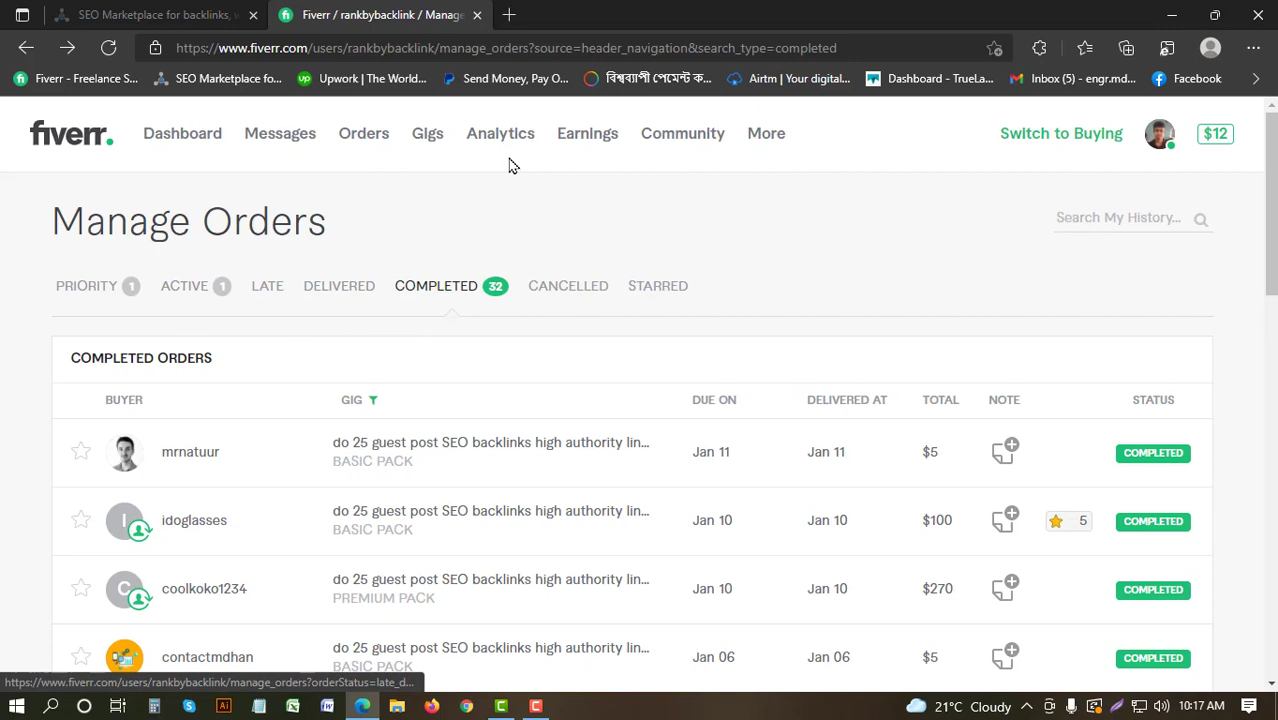 SEO Marketplace for backlinks, w
Fiverr / rankbybacklink / Manage
https://www.fiverr.com/users/rankbybacklink/manage_orders?source=header_navigation&search_type=completed
Fiverr - Freelance S...
SEO Marketplace fo...
Upwork | The World...
Send Money, Pay O...
বিশ্বব্যাপী পেমেন্ট ক...
Airtm | Your digital...
Dashboard - TrueLa...
Inbox (5) - engr.md...
Facebook
fiverr.
Dashboard
Messages
Orders
Gigs
Analytics
Earnings
Community
More
Switch to Buying
$12
Manage Orders
Search My History...
PRIORITY 1
ACTIVE 1
LATE
DELIVERED
COMPLETED 32
CANCELLED
STARRED
COMPLETED ORDERS
BUYER GIG DUE ON DELIVERED AT TOTAL NOTE STATUS
mrnatuur do 25 guest post SEO backlinks high authority lin... Jan 11 Jan 11 $5 COMPLETED
BASIC PACK
idoglasses do 25 guest post SEO backlinks high authority lin... Jan 10 Jan 10 $100 5 COMPLETED
BASIC PACK
coolkoko1234 do 25 guest post SEO backlinks high authority lin... Jan 10 Jan 10 $270 COMPLETED
PREMIUM PACK
contactmdhan do 25 guest post SEO backlinks high authority lin... Jan 06 Jan 06 $5 COMPLETED
BASIC PACK
https://www.fiverr.com/users/rankbybacklink/manage_orders?orderStatus=late_d...
21°C Cloudy
10:17 AM